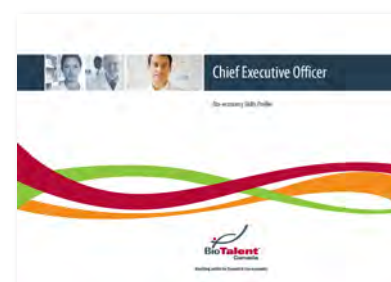 Chief Executive Officer
Bio-economy Skills Profile
BioTalent
Canada